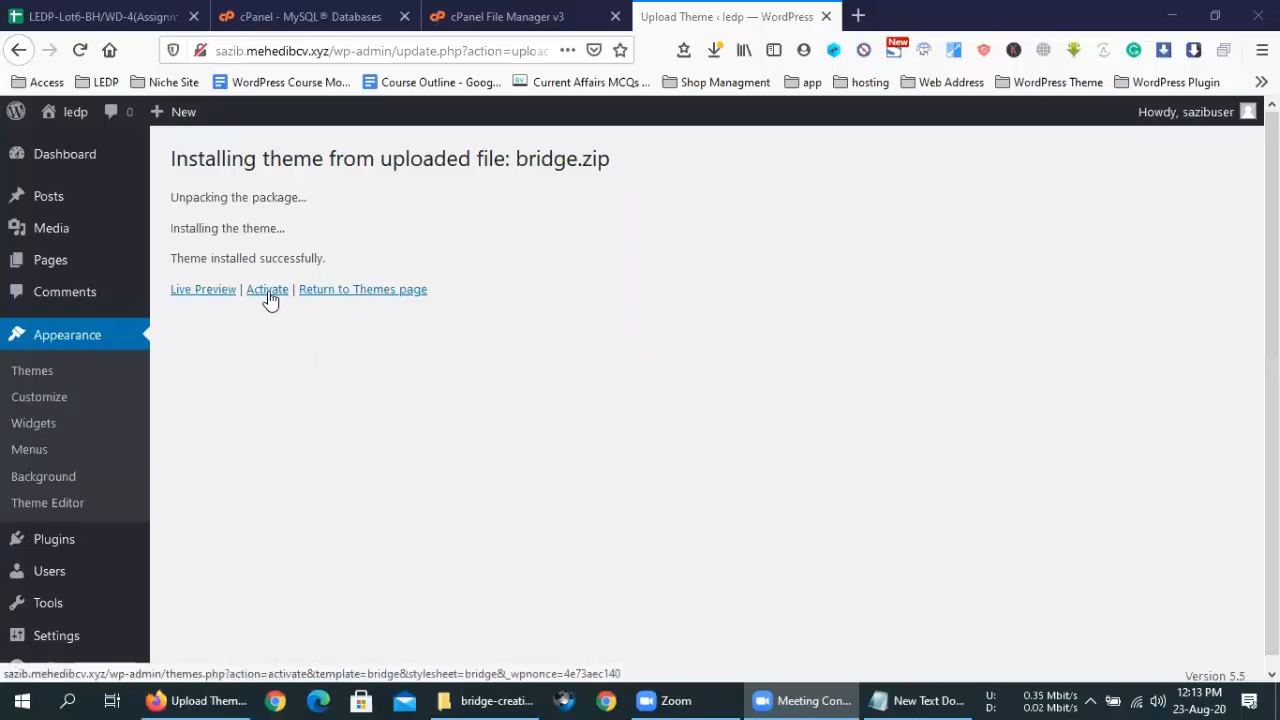 LEDP-Lot6-BH/WD-4(Assignm
cPanel - MySQL® Databases
cPanel File Manager v3
Upload Theme ‹ ledp — WordPress
sazib.mehedibcv.xyz/wp-admin/update.php?action=uploa
New
Access
LEDP
Niche Site
WordPress Course Mo...
Course Outline - Goog...
BV
Current Affairs MCQs ...
Shop Managment
app
hosting
Web Address
WordPress Theme
WordPress Plugin
ledp
0
New
Howdy, sazibuser
Dashboard
Posts
Media
Pages
Comments
Appearance
Themes
Customize
Widgets
Menus
Background
Theme Editor
Plugins
Users
Tools
Settings
Installing theme from uploaded file: bridge.zip
Unpacking the package...
Installing the theme...
Theme installed successfully.
Live Preview | Activate | Return to Themes page
sazib.mehedibcv.xyz/wp-admin/themes.php?action=activate&template=bridge&stylesheet=bridge&_wpnonce=4e73aec140
Version 5.5
Upload Them...
bridge-creati...
Zoom
Meeting Con...
New Text Do...
U: 0.35 Mbit/s
D: 0.02 Mbit/s
12:13 PM
23-Aug-20